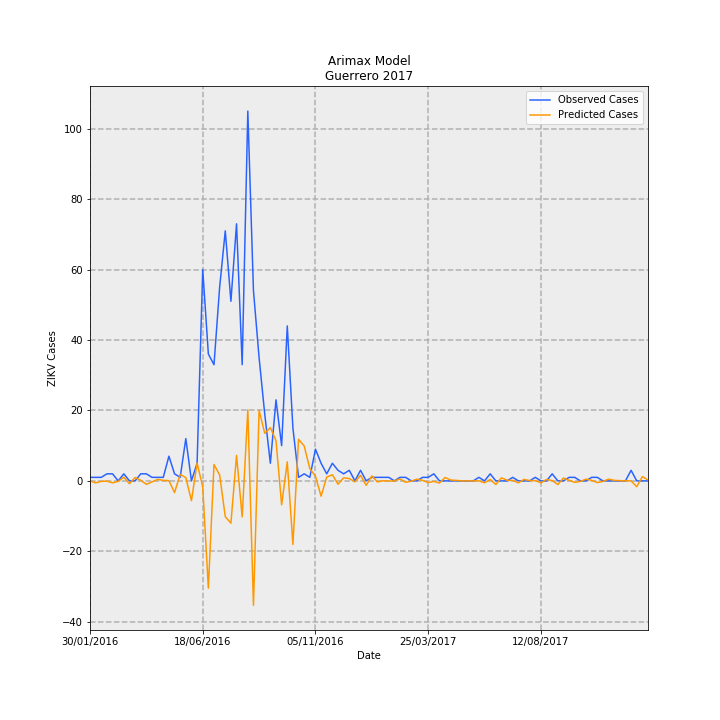 Arimax Model
Guerrero 2017
Observed Cases
Predicted Cases
100
80
60
40
20
0
−20
−40
ZIKV Cases
30/01/2016 18/06/2016 05/11/2016 25/03/2017 12/08/2017
Date